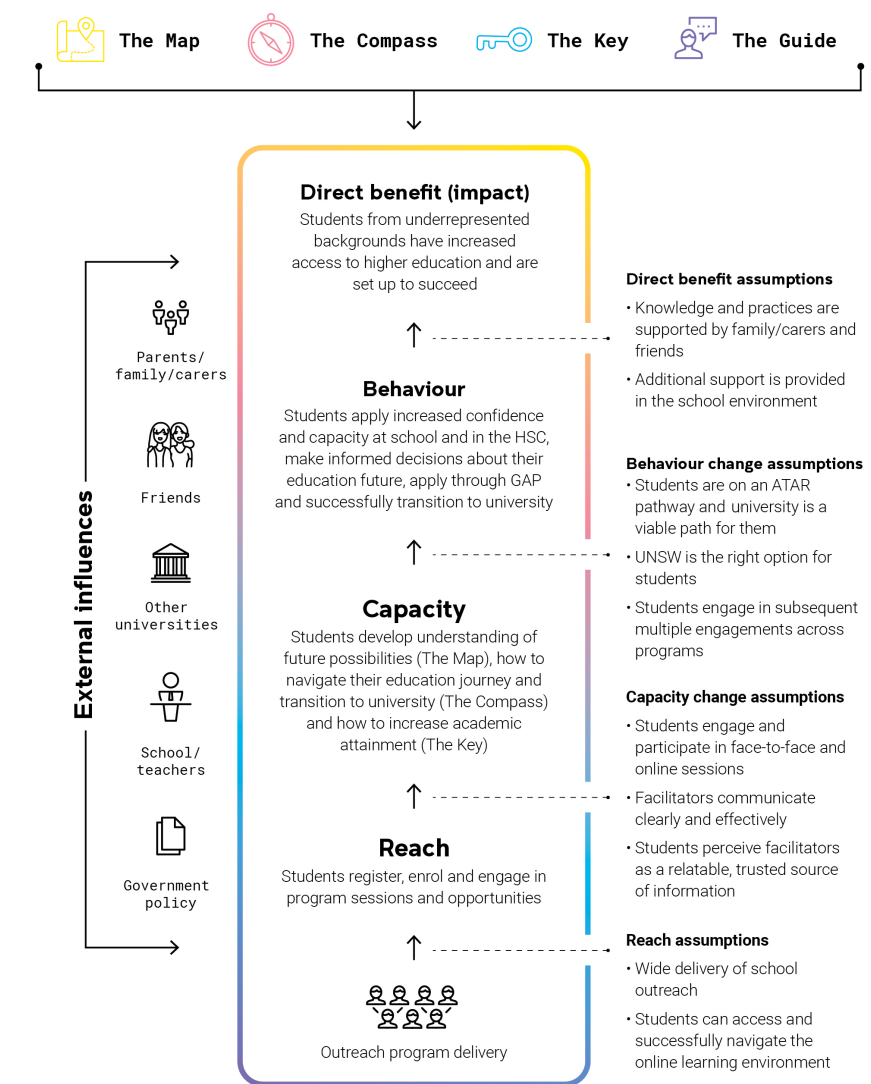 The Map
The Compass
The Key
The Guide
Direct benefit (impact)
Students from underrepresented
backgrounds have increased
access to higher education and are
set up to succeed
Behaviour
Students apply increased confidence
and capacity at school and in the HSC,
make informed decisions about their
education future, apply through GAP
and successfully transition to university
Capacity
Students develop understanding of
future possibilities (The Map), how to
navigate their education journey and
transition to university (The Compass)
and how to increase academic
attainment (The Key)
Reach
Students register, enrol and engage in
program sessions and opportunities
Outreach program delivery
External influences
Parents/
family/carers
Friends
Other
universities
School/
teachers
Government
policy
Direct benefit assumptions
• Knowledge and practices are
supported by family/carers and
friends
• Additional support is provided
in the school environment
Behaviour change assumptions
• Students are on an ATAR
pathway and university is a
viable path for them
• UNSW is the right option for
students
• Students engage in subsequent
multiple engagements across
programs
Capacity change assumptions
• Students engage and
participate in face-to-face and
online sessions
• Facilitators communicate
clearly and effectively
• Students perceive facilitators
as a relatable, trusted source
of information
Reach assumptions
• Wide delivery of school
outreach
• Students can access and
successfully navigate the
online learning environment